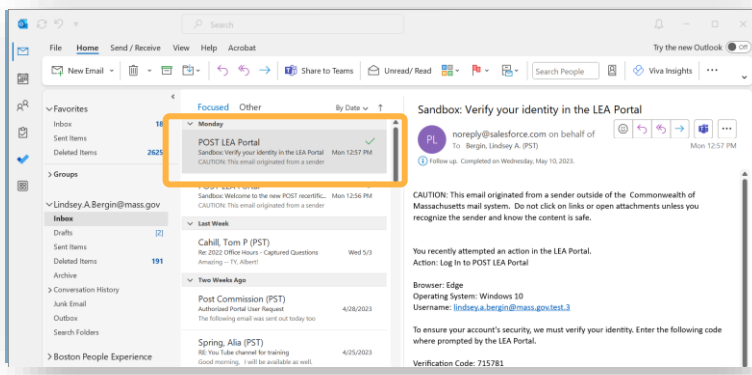 Search
File Home Send / Receive View Help Acrobat
Try the new Outlook Off
New Email
Share to Teams
Unread/ Read
Search People
Viva Insights
Favorites
Inbox 18
Sent Items
Deleted Items 2625
Groups
Lindsey.A.Bergin@mass.gov
Inbox
Drafts [2]
Sent Items
Deleted Items 191
Archive
Conversation History
Junk Email
Outbox
Search Folders
Boston People Experience
Focused Other By Date
Monday
POST LEA Portal
Sandbox: Verify your identity in the LEA Portal Mon 12:57 PM
CAUTION: This email originated from a sender
POST LEA Portal
Sandbox: Welcome to the new POST recertific... Mon 12:56 PM
CAUTION: This email originated from a sender
Last Week
Cahill, Tom P (PST)
Re: 2022 Office Hours - Captured Questions Wed 5/3
Amazing -- TY, Albert!
Two Weeks Ago
Post Commission (PST)
Authorized Portal User Request 4/28/2023
The following email was sent out today too
Spring, Alia (PST)
RE: You Tube channel for training 4/25/2023
Good morning, I will be available as well.
Sandbox: Verify your identity in the LEA Portal
PL
noreply@salesforce.com on behalf of
To Bergin, Lindsey A. (PST)
Mon 12:57 PM
Follow up. Completed on Wednesday, May 10, 2023.
CAUTION: This email originated from a sender outside of the Commonwealth of
Massachusetts mail system. Do not click on links or open attachments unless you
recognize the sender and know the content is safe.
You recently attempted an action in the LEA Portal.
Action: Log In to POST LEA Portal
Browser: Edge
Operating System: Windows 10
Username: lindsey.a.bergin@mass.gov.test.3
To ensure your account's security, we must verify your identity. Enter the following code
where prompted by the LEA Portal.
Verification Code: 715781